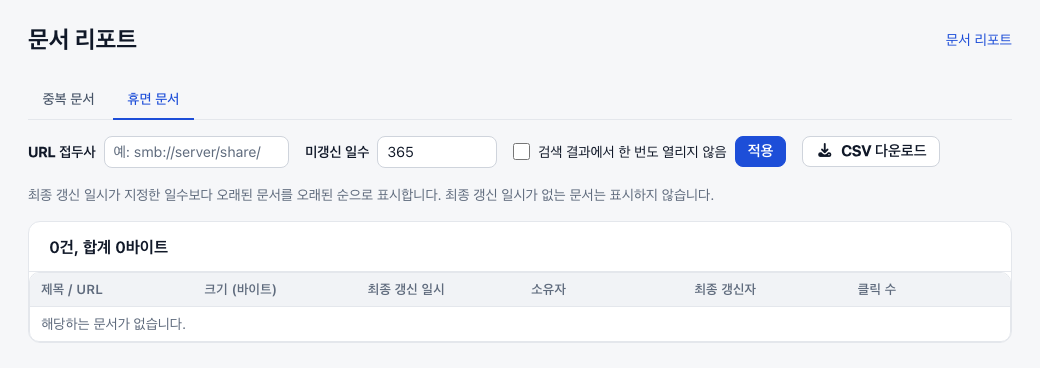 문서 리포트
문서 리포트
중복 문서 휴면 문서
URL 접두사 예: smb://server/share/ 미갱신 일수 365 검색 결과에서 한 번도 열리지 않음 적용 CSV 다운로드
최종 갱신 일시가 지정한 일수보다 오래된 문서를 오래된 순으로 표시합니다. 최종 갱신 일시가 없는 문서는 표시하지 않습니다.
0건, 합계 0바이트
제목 / URL 크기 (바이트) 최종 갱신 일시 소유자 최종 갱신자 클릭 수
해당하는 문서가 없습니다.